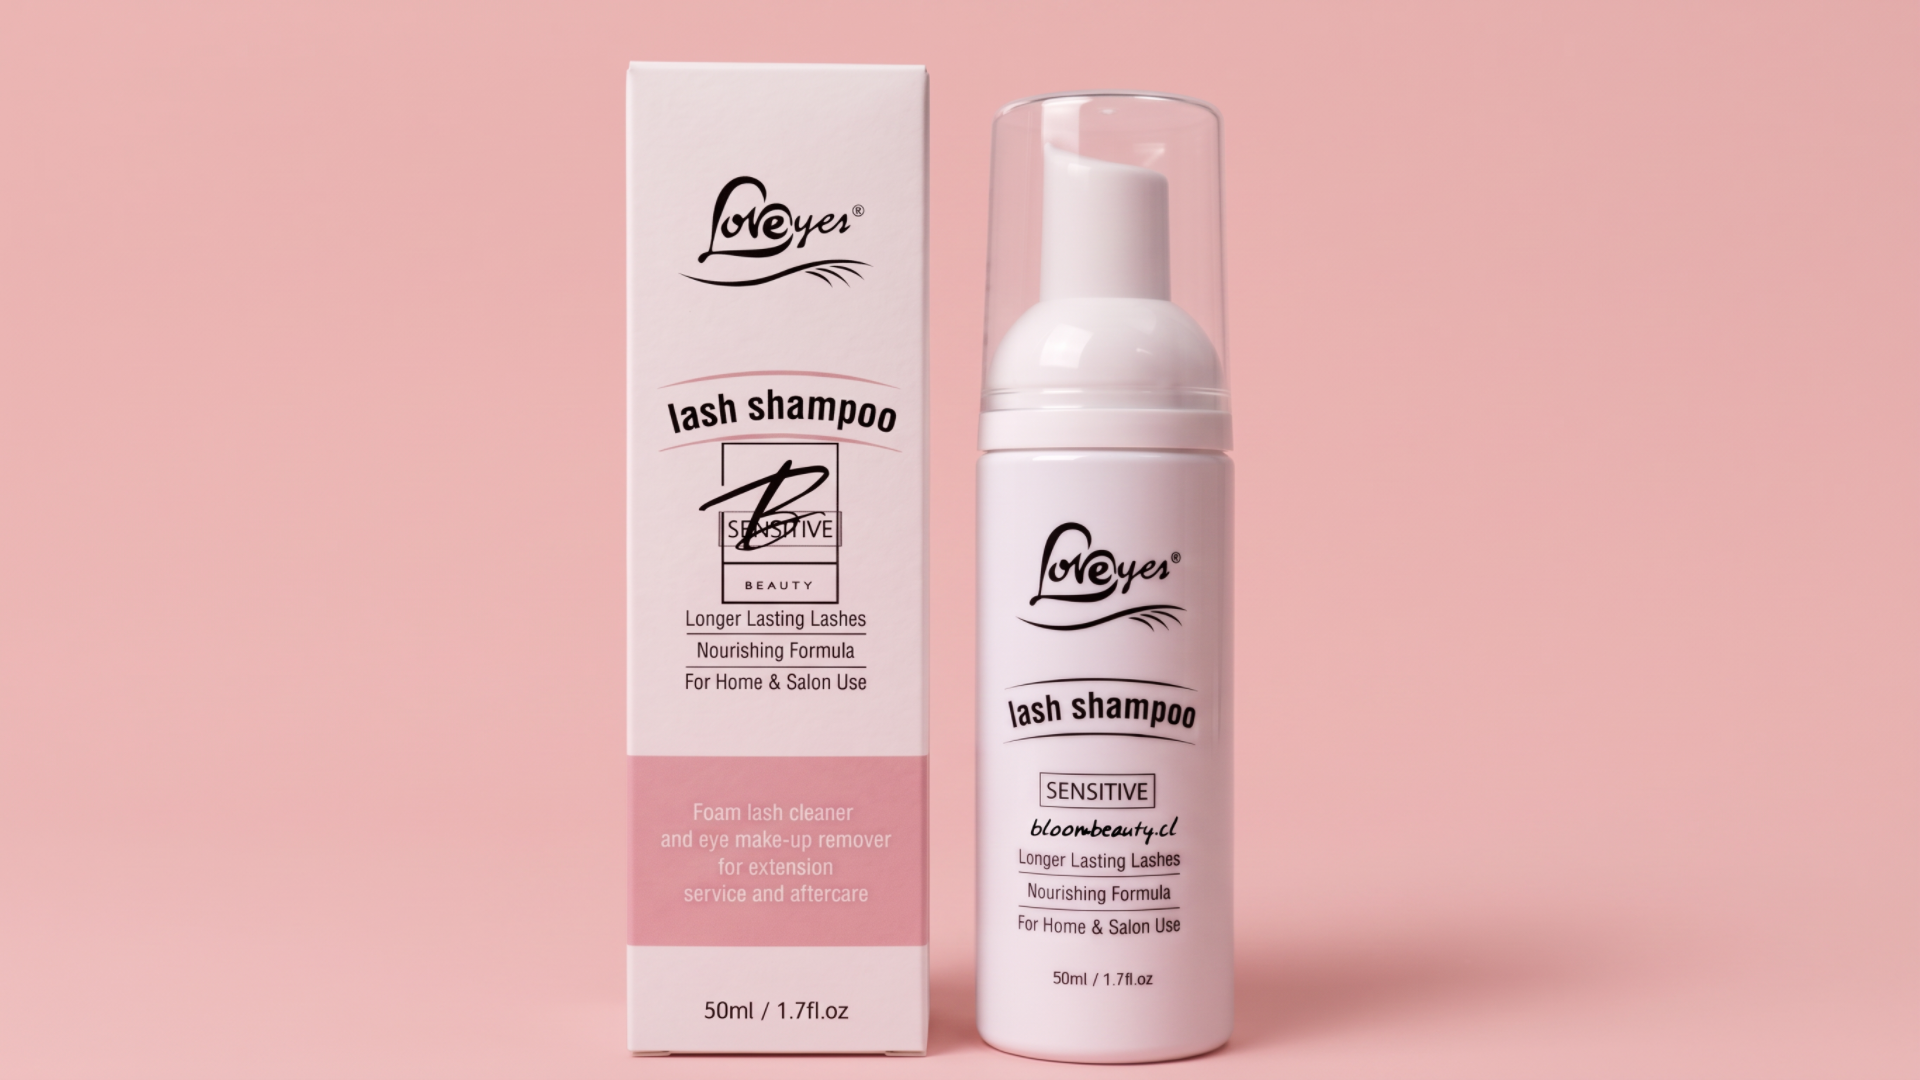 Loveyes®
lash shampoo
B
SENSITIVE
BEAUTY
Longer Lasting Lashes
Nourishing Formula
For Home & Salon Use
Foam lash cleaner
and eye make-up remover
for extension
service and aftercare
50ml / 1.7fl.oz
Loveyes®
lash shampoo
SENSITIVE
bloombeauty.cl
Longer Lasting Lashes
Nourishing Formula
For Home & Salon Use
50ml / 1.7fl.oz